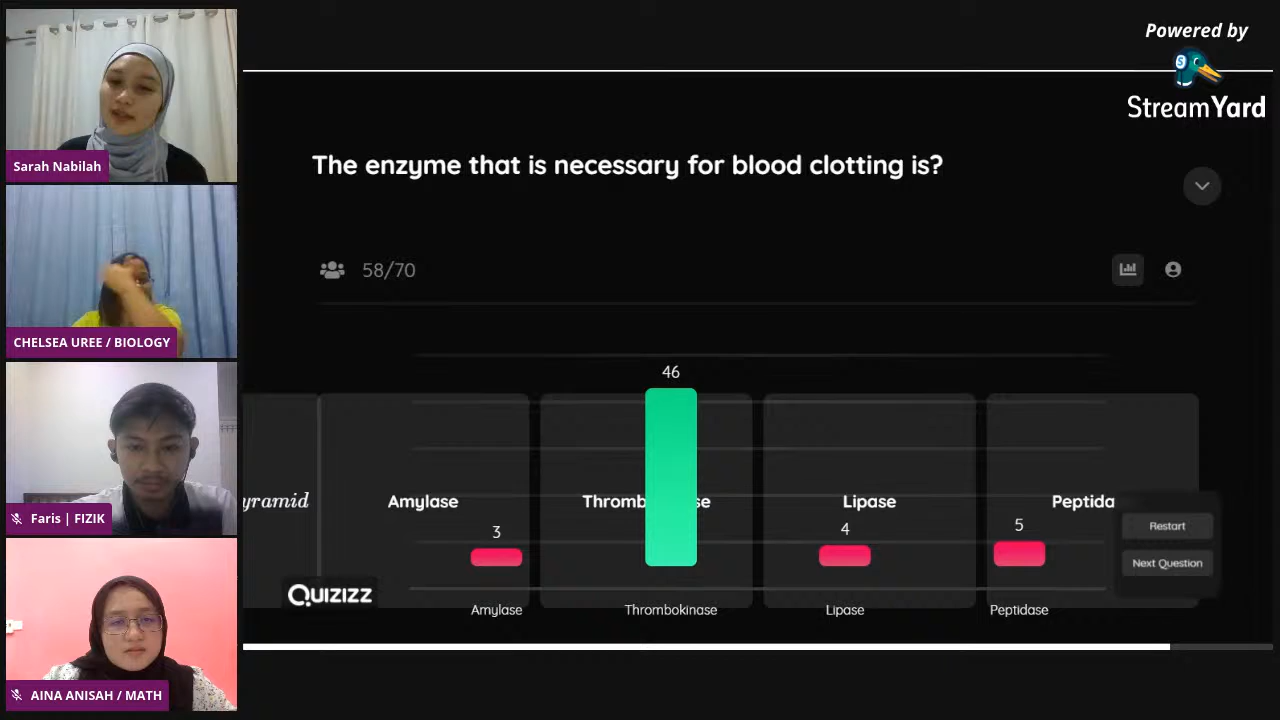 Powered by
StreamYard
Sarah Nabilah
CHELSEA UREE / BIOLOGY
Faris | FIZIK
AINA ANISAH / MATH
The enzyme that is necessary for blood clotting is?
58/70
46
yramid
Amylase
Thromb
se
Lipase
Peptida
3
4
5
Restart
Next Question
QUIZIZZ
Amylase
Thrombokinase
Lipase
Peptidase